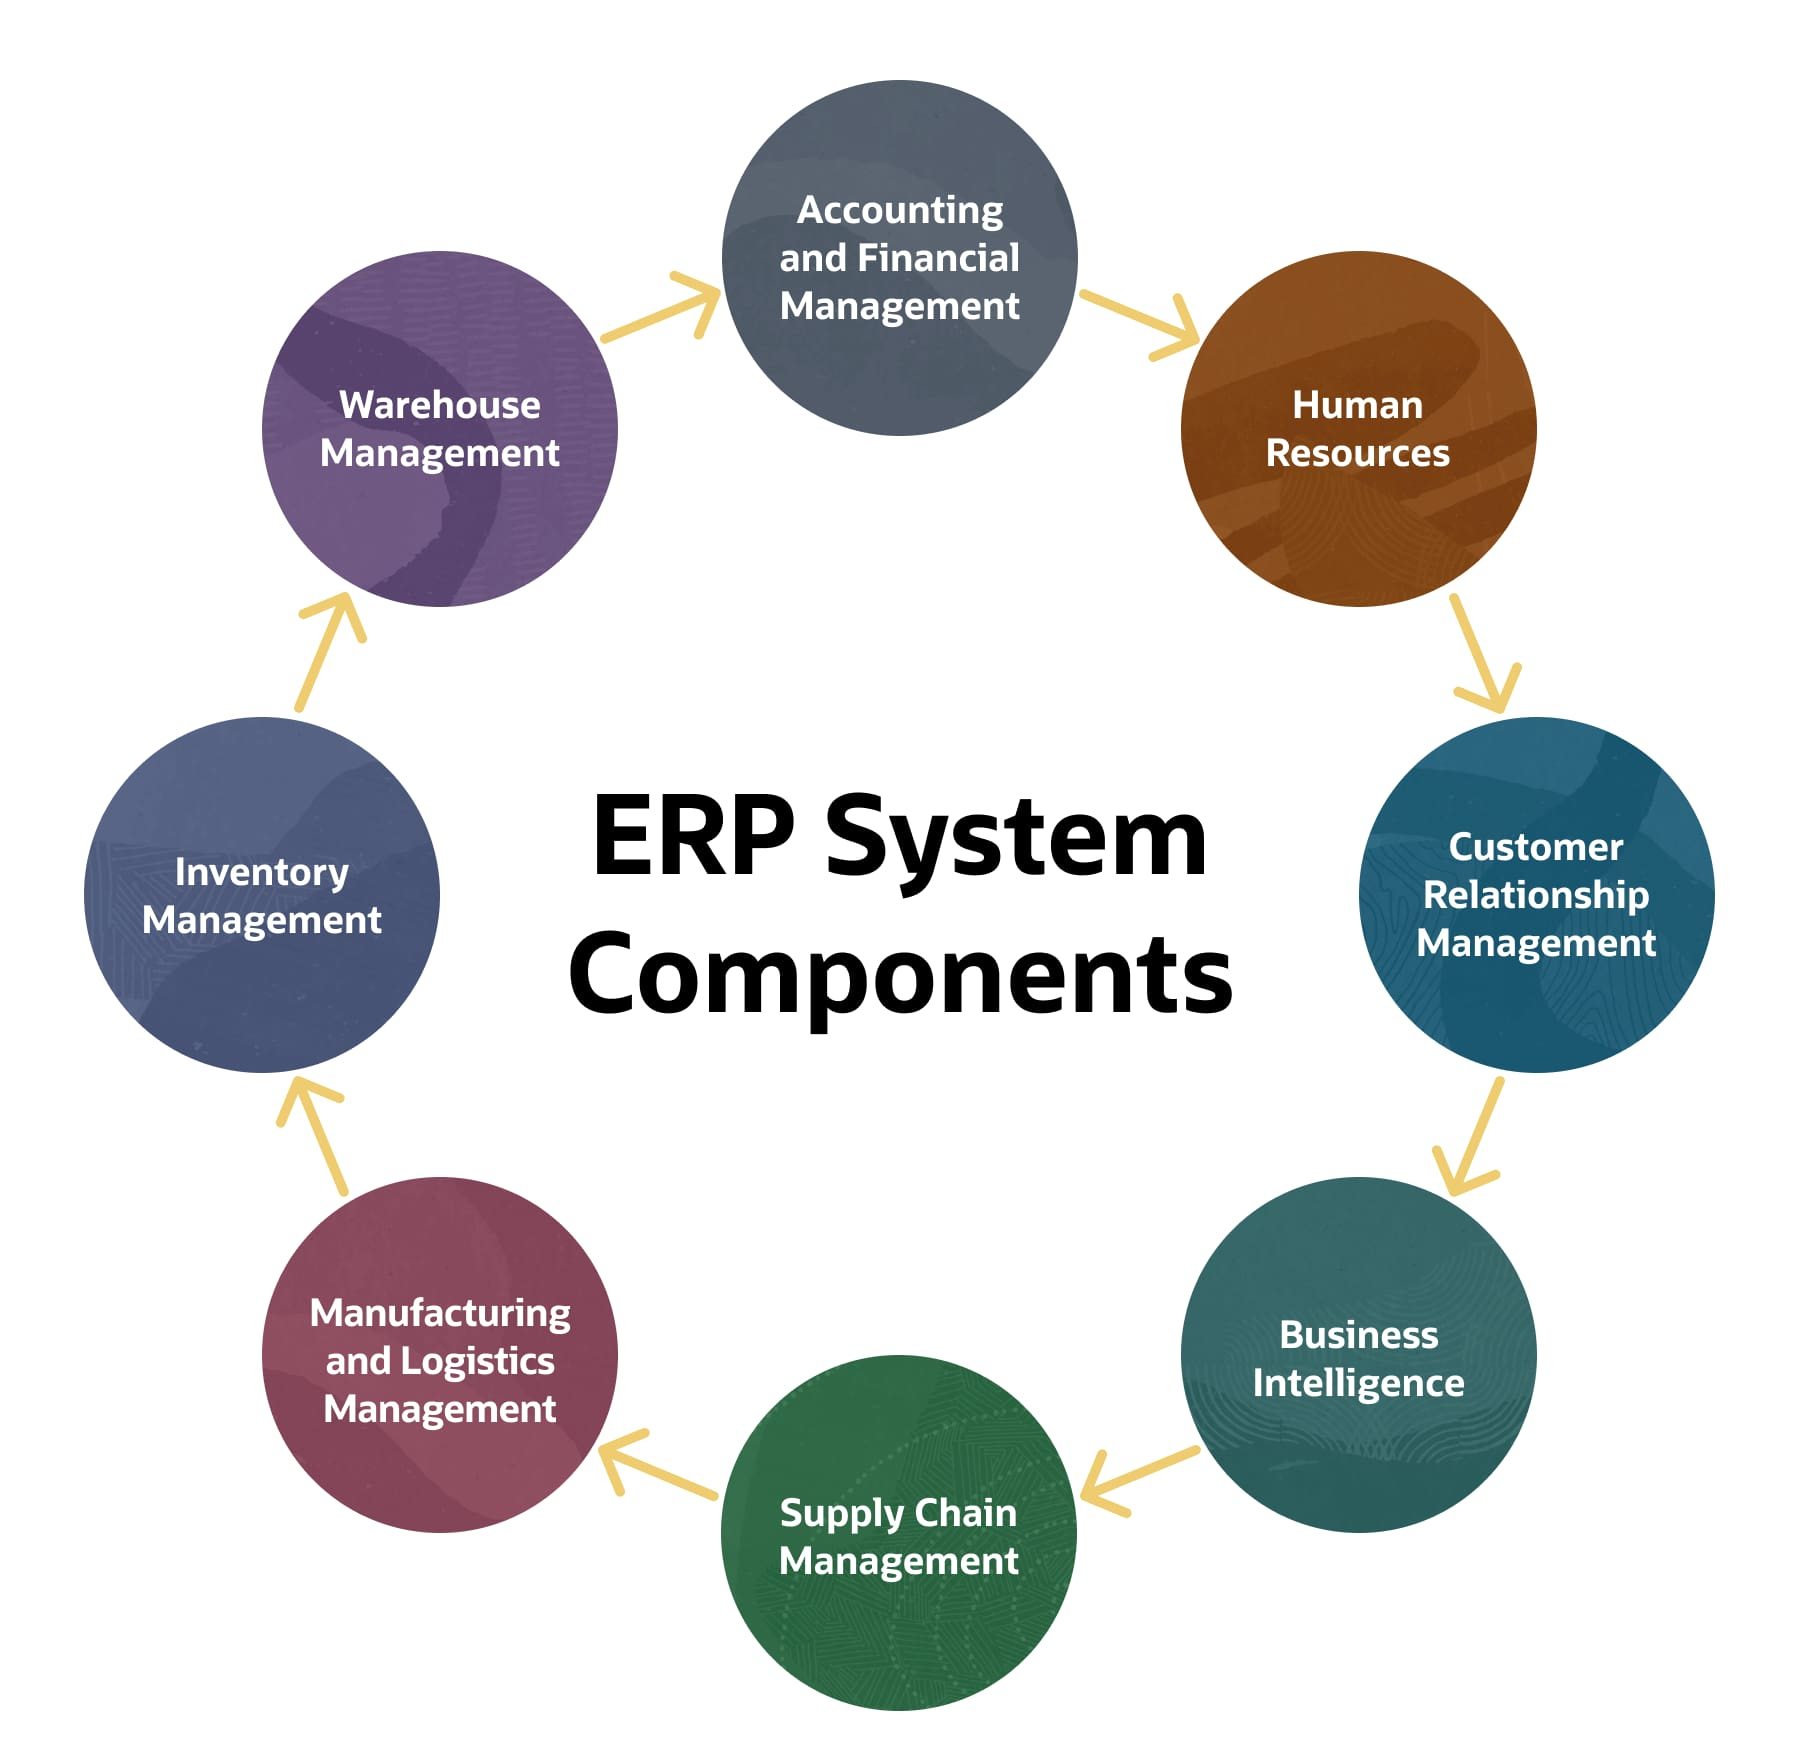 Accounting
and Financial
Management
Human
Resources
Customer
Relationship
Management
Business
Intelligence
Supply Chain
Management
Manufacturing
and Logistics
Management
Inventory
Management
Warehouse
Management
ERP System
Components